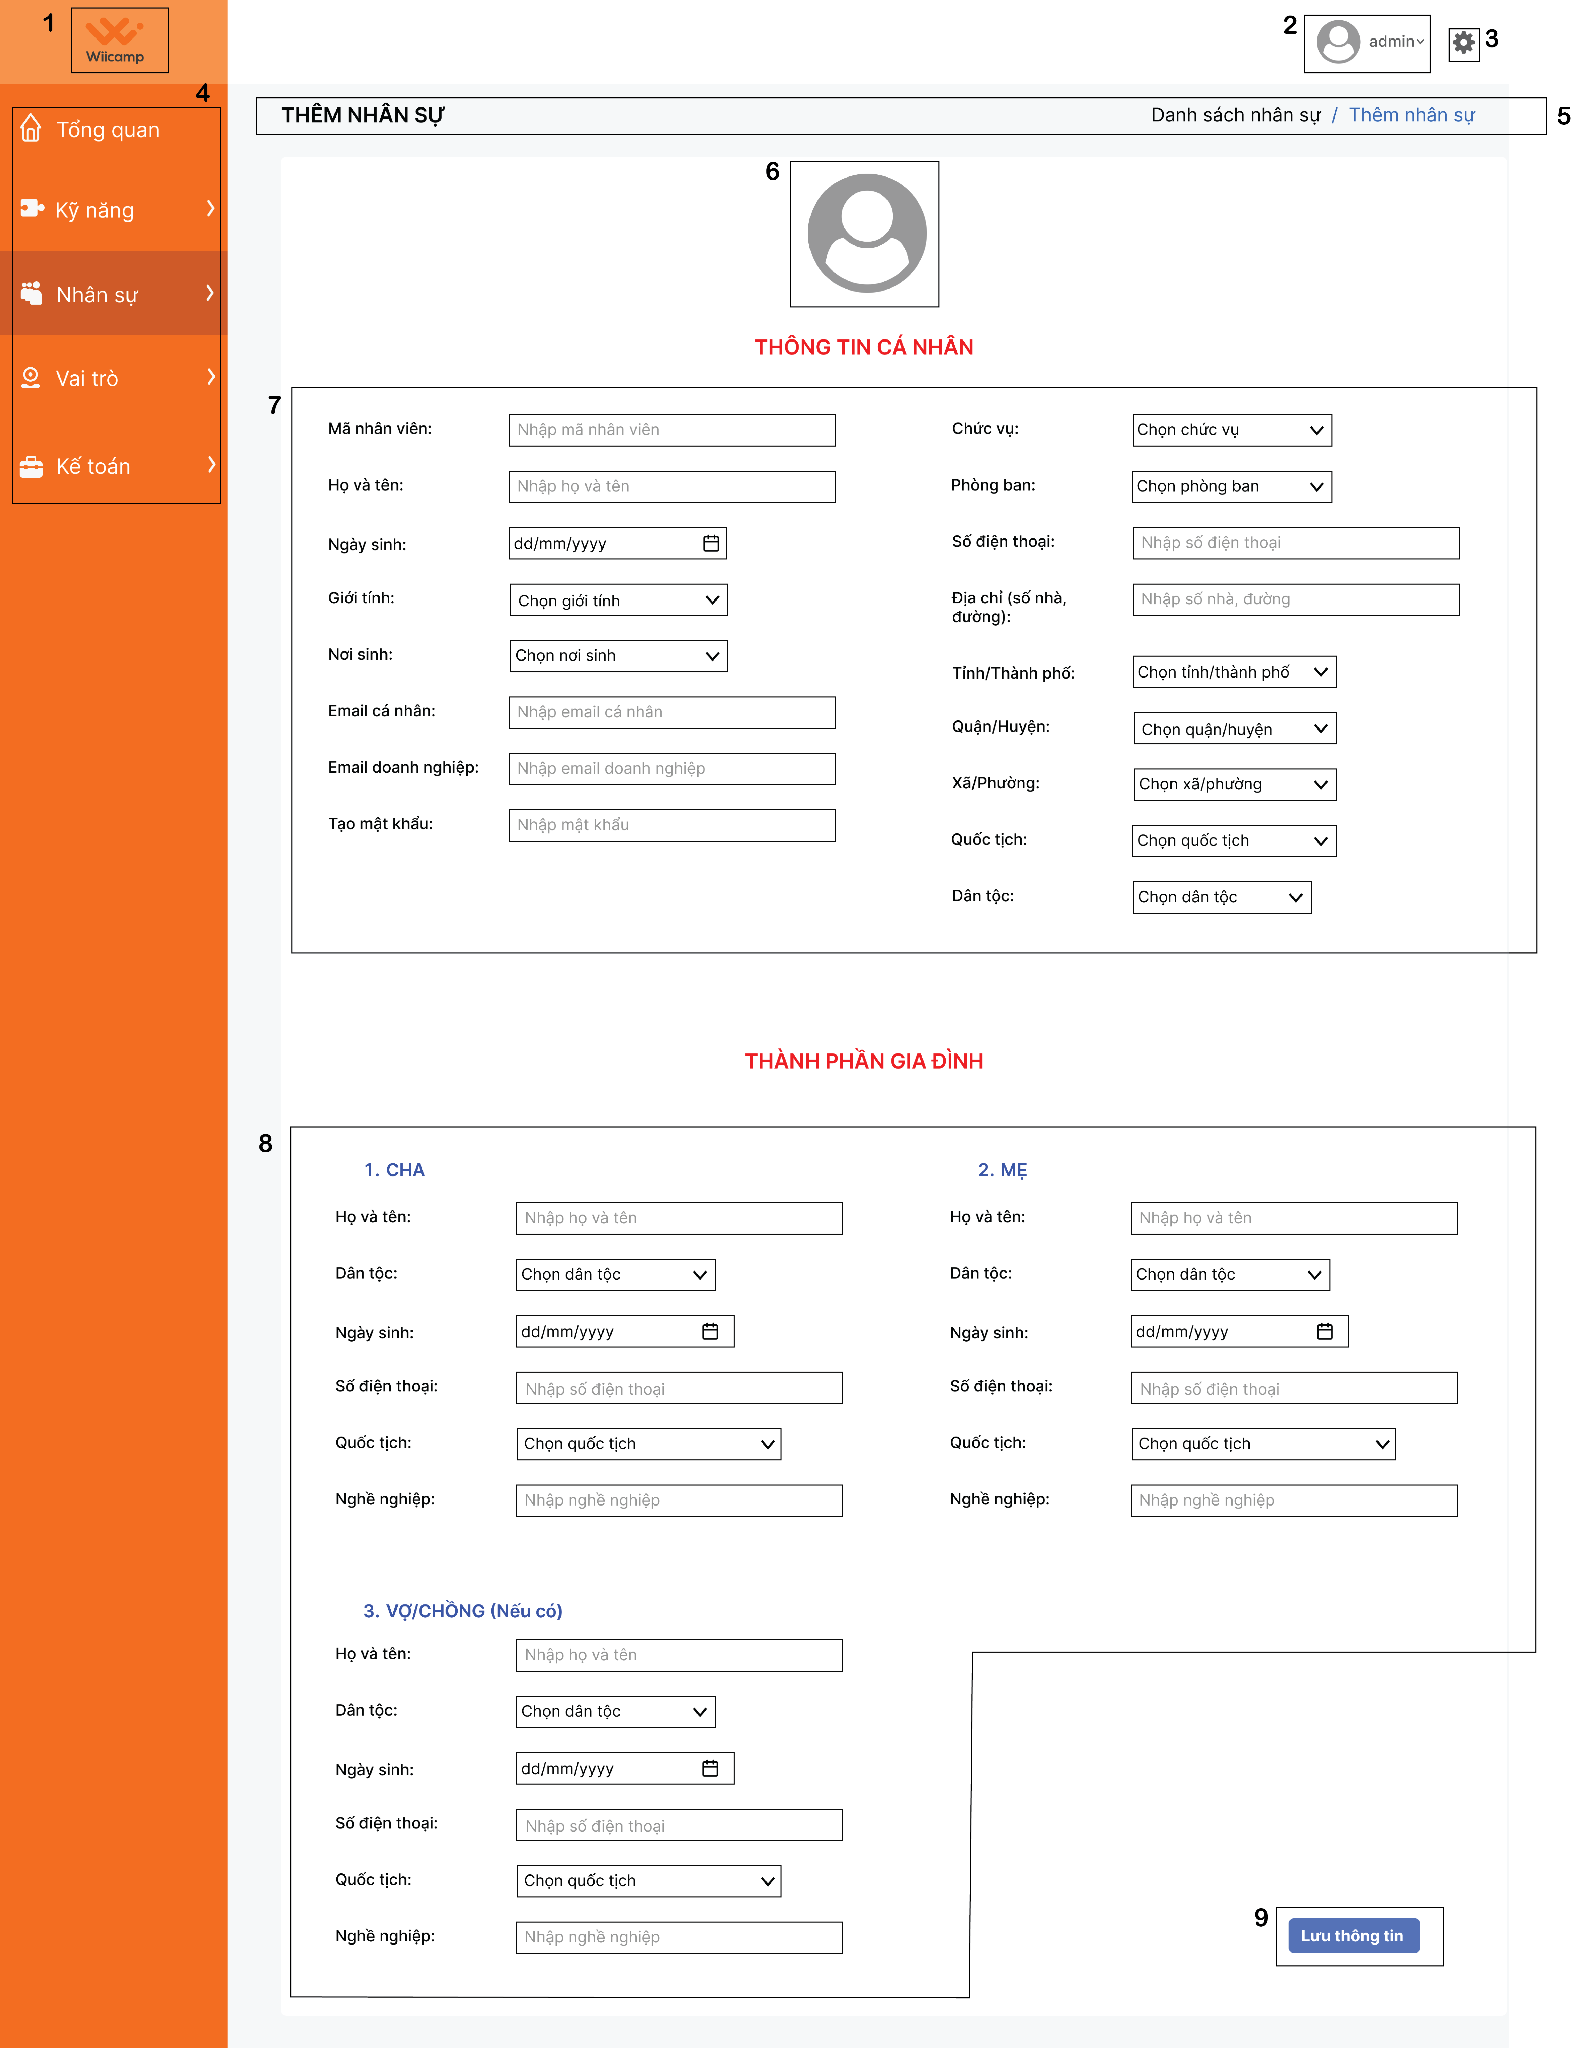 1
Wiicamp
2
admin
3
4
Tổng quan
Kỹ năng
Nhân sự
Vai trò
Kế toán
THÊM NHÂN SỰ
Danh sách nhân sự / Thêm nhân sự
5
6
THÔNG TIN CÁ NHÂN
7
Mã nhân viên:
Nhập mã nhân viên
Họ và tên:
Nhập họ và tên
Ngày sinh:
dd/mm/yyyy
Giới tính:
Chọn giới tính
Nơi sinh:
Chọn nơi sinh
Email cá nhân:
Nhập email cá nhân
Email doanh nghiệp:
Nhập email doanh nghiệp
Tạo mật khẩu:
Nhập mật khẩu
Chức vụ:
Chọn chức vụ
Phòng ban:
Chọn phòng ban
Số điện thoại:
Nhập số điện thoại
Địa chỉ (số nhà,
đường):
Nhập số nhà, đường
Tỉnh/Thành phố:
Chọn tỉnh/thành phố
Quận/Huyện:
Chọn quận/huyện
Xã/Phường:
Chọn xã/phường
Quốc tịch:
Chọn quốc tịch
Dân tộc:
Chọn dân tộc
THÀNH PHẦN GIA ĐÌNH
8
1. CHA
Họ và tên:
Nhập họ và tên
Dân tộc:
Chọn dân tộc
Ngày sinh:
dd/mm/yyyy
Số điện thoại:
Nhập số điện thoại
Quốc tịch:
Chọn quốc tịch
Nghề nghiệp:
Nhập nghề nghiệp
2. MẸ
Họ và tên:
Nhập họ và tên
Dân tộc:
Chọn dân tộc
Ngày sinh:
dd/mm/yyyy
Số điện thoại:
Nhập số điện thoại
Quốc tịch:
Chọn quốc tịch
Nghề nghiệp:
Nhập nghề nghiệp
3. VỢ/CHỒNG (Nếu có)
Họ và tên:
Nhập họ và tên
Dân tộc:
Chọn dân tộc
Ngày sinh:
dd/mm/yyyy
Số điện thoại:
Nhập số điện thoại
Quốc tịch:
Chọn quốc tịch
Nghề nghiệp:
Nhập nghề nghiệp
9
Lưu thông tin